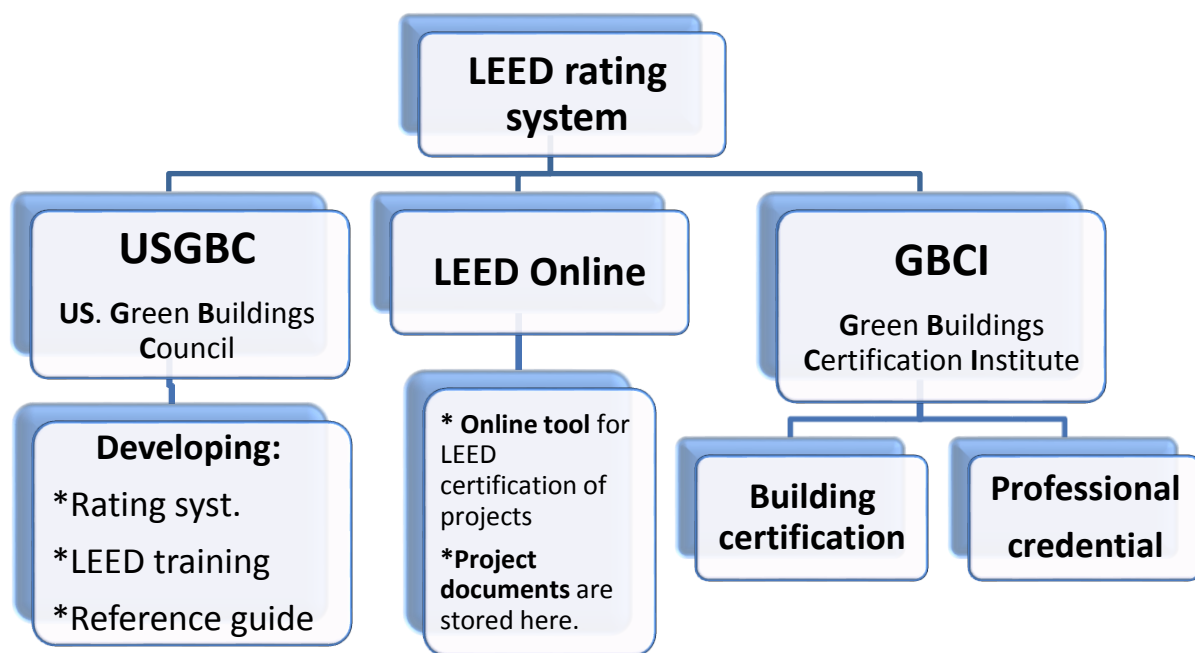 LEED rating
system
USGBC
US. Green Buildings
Council
LEED Online
GBCI
Green Buildings
Certification Institute
Developing:
*Rating syst.
*LEED training
*Reference guide
* Online tool for
LEED
certification of
projects
*Project
documents are
stored here.
Building
certification
Professional
credential